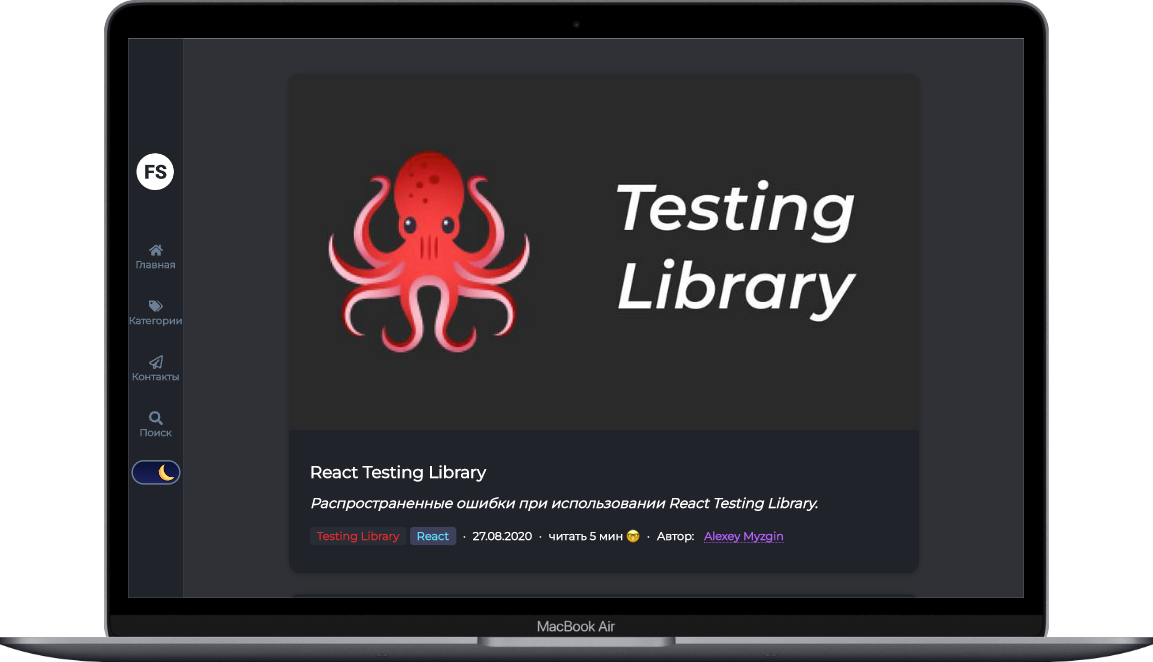 FS
Главная
Категории
Контакты
Поиск
Testing
Library
React Testing Library
Распространенные ошибки при использовании React Testing Library.
Testing Library React · 27.08.2020 · читать 5 мин 🤓 · Автор: Alexey Myzgin
MacBook Air